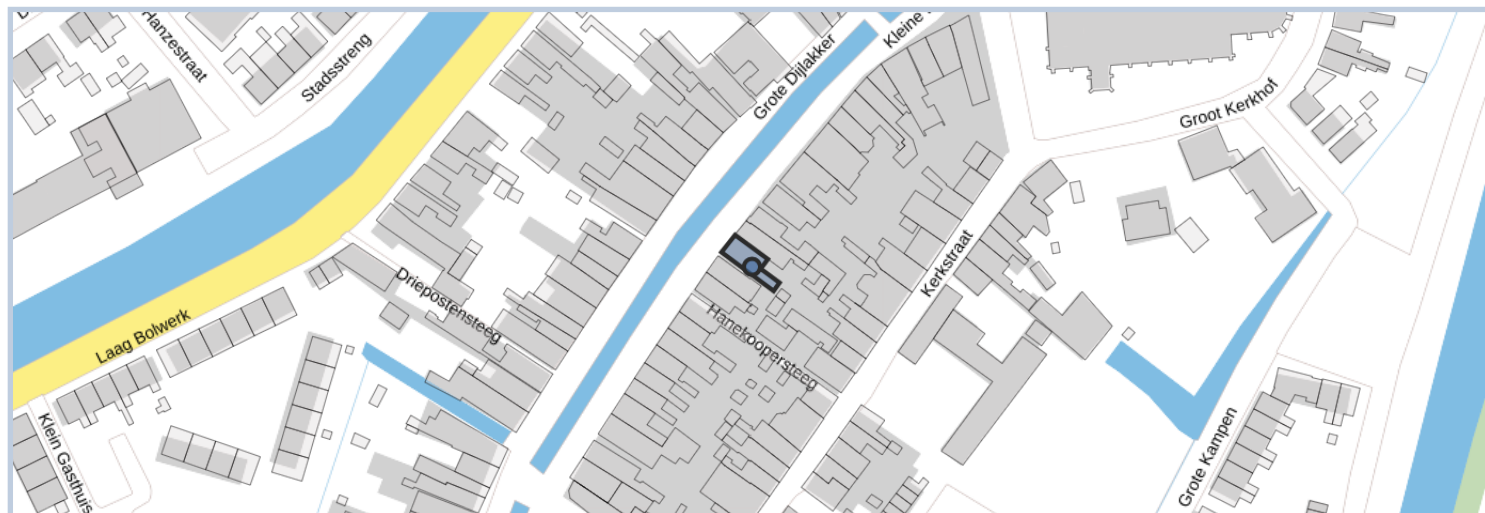 Hanzestraat
Stadsstreng
Grote Dijlakker
Kleine
Groot Kerkhof
Kerkstraat
Driepostensteeg
Hanekoopersteeg
Laag Bolwerk
Klein Gasthuis
Grote Kampen